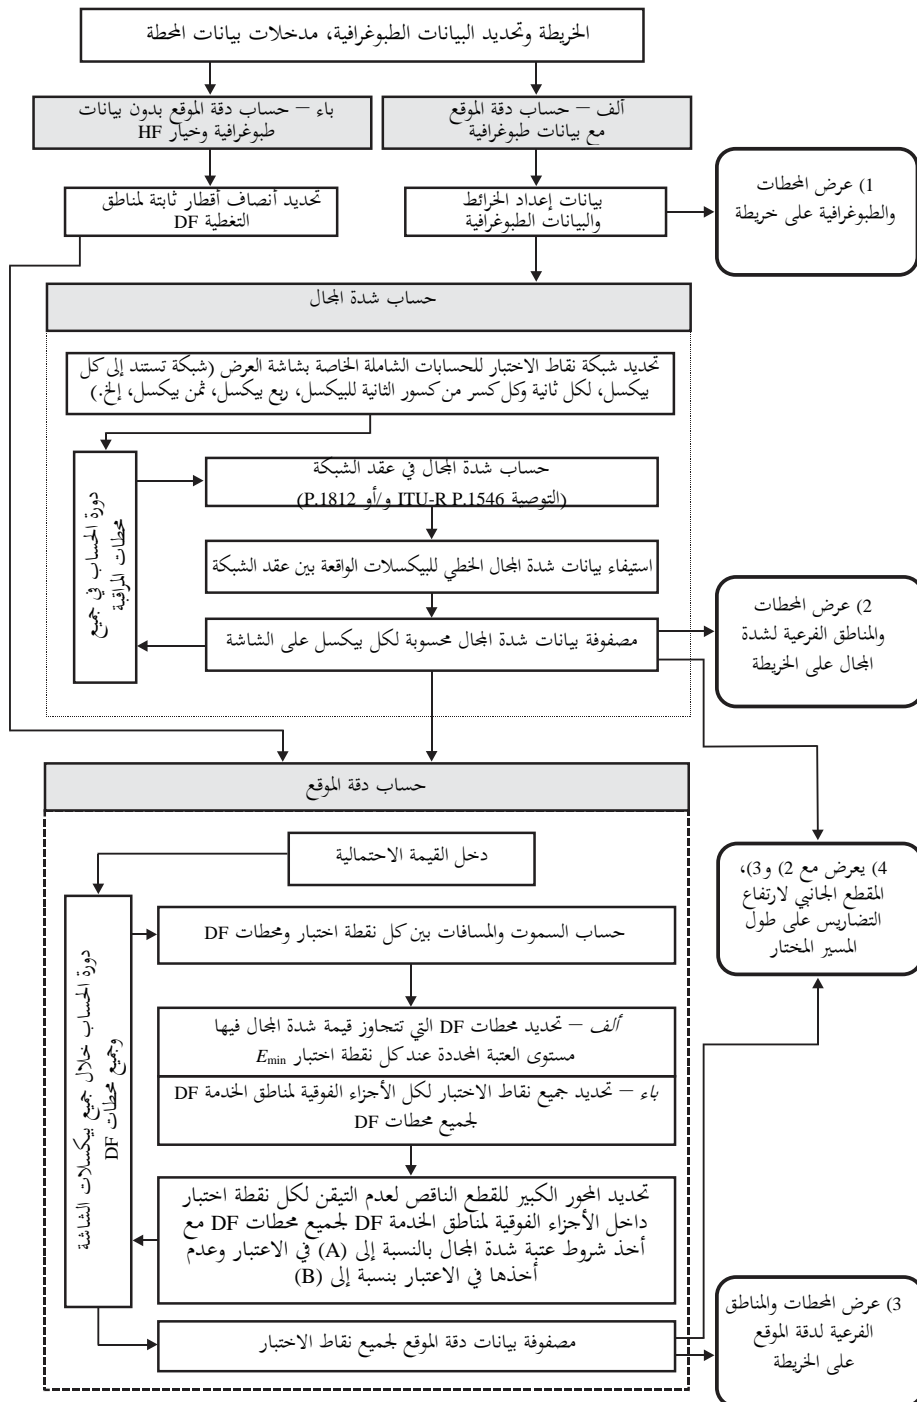 الخريطة وتحديد البيانات الطبوغرافية، مدخلات بيانات المحطة
ألف – حساب دقة الموقع
مع بيانات طبوغرافية
باء – حساب دقة الموقع بدون بيانات
طبوغرافية وخيار HF
1) عرض المحطات
والطبوغرافية على خريطة
بيانات إعداد الخرائط
والبيانات الطبوغرافية
تحديد أنصاف أقطار ثابتة لمناطق
التغطية DF
حساب شدة المجال
تحديد شبكة نقاط الاختبار للحسابات الشاملة الخاصة بشاشة العرض (شبكة تستند إلى كل
بيكسل، لكل ثانية وكل كسر من كسور الثانية للبيكسل، ربع بيكسل، ثمن بيكسل، إلخ.)
حساب شدة المجال في عقد الشبكة
(التوصية ITU-R P.1546 و/أو P.1812)
دورة الحساب في جميع
محطات المراقبة
استيفاء بيانات شدة المجال الخطي للبيكسلات الواقعة بين عقد الشبكة
2) عرض المحطات
والمناطق الفرعية لشدة
المجال على الخريطة
مصفوفة بيانات شدة المجال محسوبة لكل بيكسل على الشاشة
حساب دقة الموقع
دخل القيمة الاحتمالية
4) يعرض مع 2) و3)،
المقطع الجانبي لارتفاع
التضاريس على طول
المسير المختار
حساب السموت والمسافات بين كل نقطة اختبار ومحطات DF
دورة الحساب خلال جميع بيكسلات الشاشة
وجميع محطات DF
ألف – تحديد محطات DF التي تتجاوز قيمة شدة المجال فيها
مستوى العتبة المحددة عند كل نقطة اختبار Emin
باء – تحديد جميع نقاط الاختبار لكل الأجزاء الفوقية لمناطق الخدمة DF
لجميع محطات DF
تحديد المحور الكبير للقطع الناقص لعدم التيقن لكل نقطة اختبار
داخل الأجزاء الفوقية لمناطق الخدمة DF لجميع محطات DF مع
أخذ شروط عتبة شدة المجال بالنسبة إلى (A) في الاعتبار وعدم
أخذها في الاعتبار بنسبة إلى (B)
3) عرض المحطات والمناطق
الفرعية لدقة الموقع
على الخريطة
مصفوفة بيانات دقة الموقع لجميع نقاط الاختبار